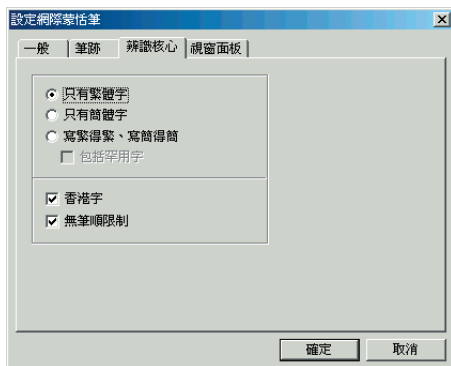 設定網際蒙恬筆
一般 筆跡 辨識核心 視窗面板
只有繁體字
只有簡體字
寫繁得繁、寫簡得簡
包括罕用字
香港字
無筆順限制
確定 取消